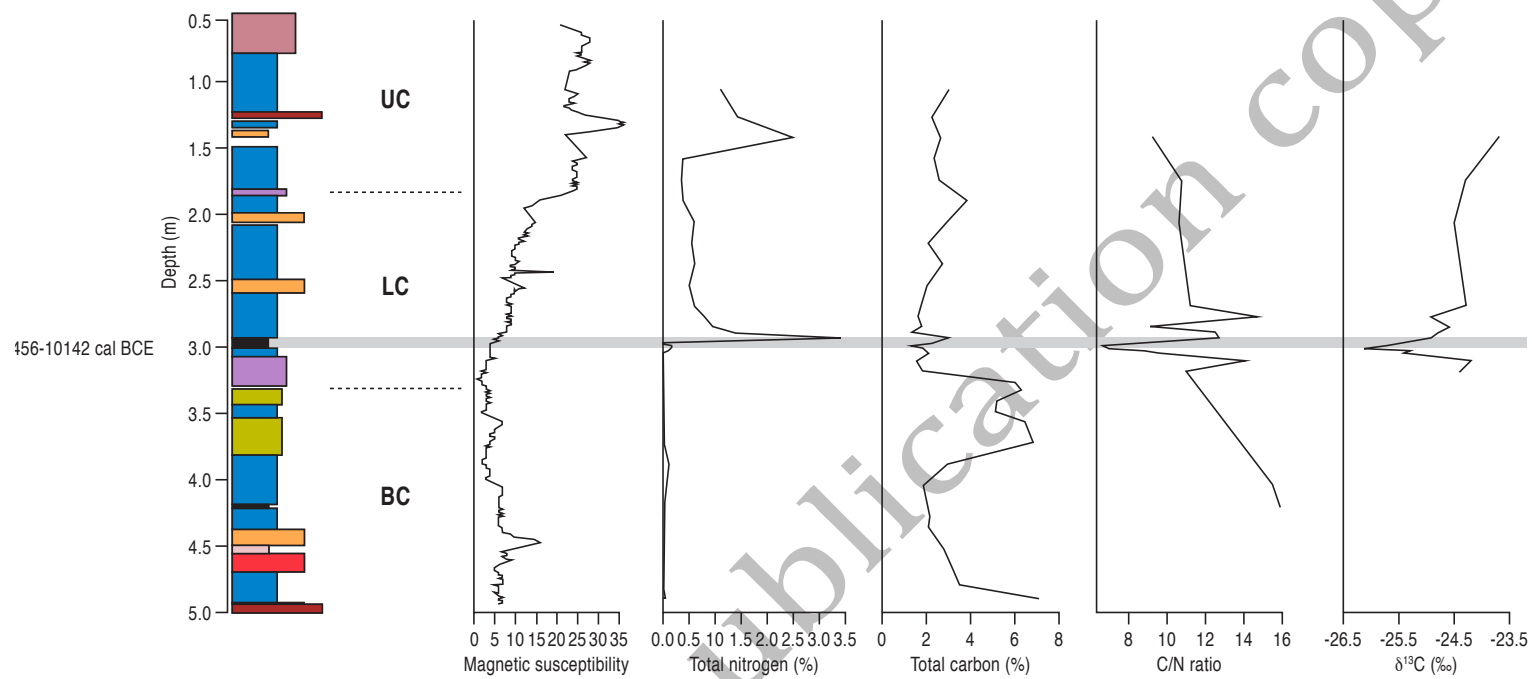 0.5
1.0
1.5
2.0
2.5
3.0
3.5
4.0
4.5
5.0
Depth (m)
456-10142 cal BCE
UC
LC
BC
0 5 10 15 20 25 30 35
Magnetic susceptibility
0.0 0.5 10 1.5 2.0 2.5 3.0 3.5
Total nitrogen (%)
0 2 4 6 8
Total carbon (%)
8 10 12 14 16
C/N ratio
-26.5 -25.5 -24.5 -23.5
δ¹³C (‰)
ublication cop